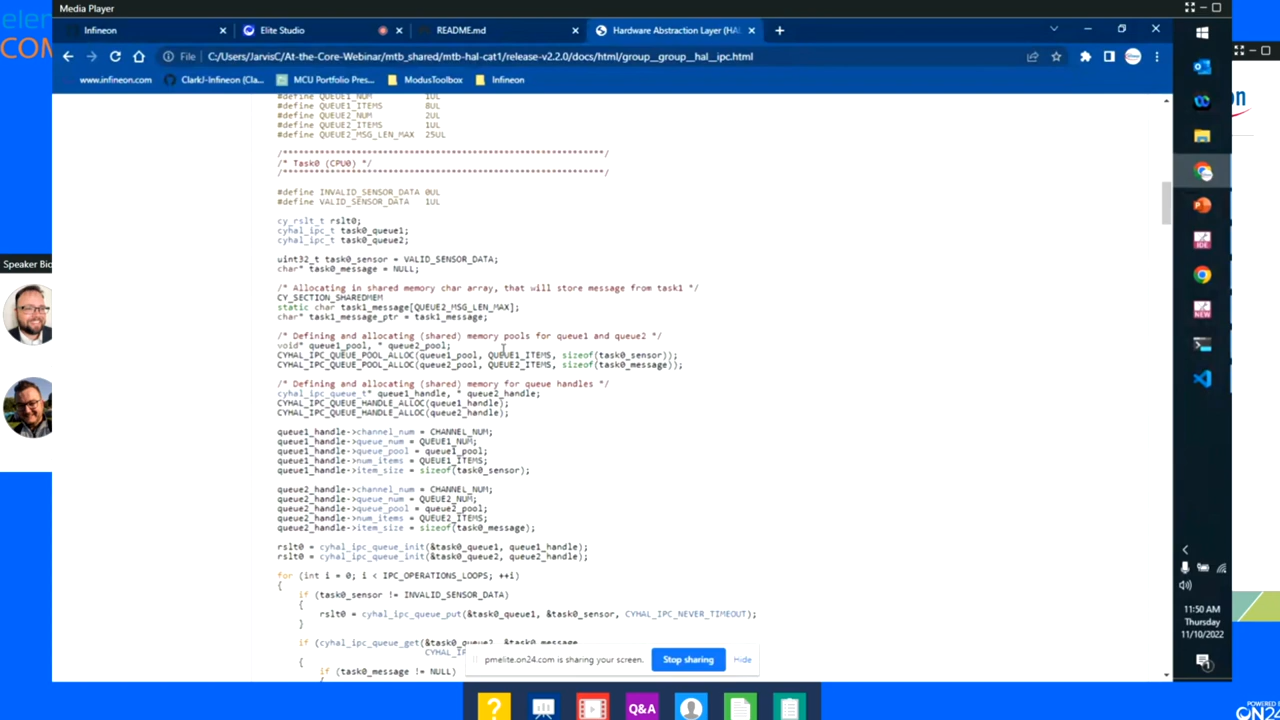 Media Player
Infineon
Elite Studio
README.md
Hardware Abstraction Layer (HA
File
C:/Users/JarvisC/At-the-Core-Webinar/mtb_shared/mtb-hal-cat1/release-v2.2.0/docs/html/group__group__hal__ipc.html
www.infineon.com
ClarkJ-Infineon (Cla...
MCU Portfolio Pres...
ModusToolbox
Infineon
#define QUEUE1_NUM 1UL
#define QUEUE1_ITEMS 8UL
#define QUEUE2_NUM 2UL
#define QUEUE2_ITEMS 1UL
#define QUEUE2_MSG_LEN_MAX 25UL
/* Task0 (CPU0) */
#define INVALID_SENSOR_DATA 0UL
#define VALID_SENSOR_DATA 1UL
cy_rslt_t rslt0;
cyhal_ipc_t task0_queue1;
cyhal_ipc_t task0_queue2;
uint32_t task0_sensor = VALID_SENSOR_DATA;
char* task0_message = NULL;
/* Allocating in shared memory char array, that will store message from task1 */
CY_SECTION_SHAREDMEM
static char task1_message[QUEUE2_MSG_LEN_MAX];
char* task1_message_ptr = task1_message;
/* Defining and allocating (shared) memory pools for queue1 and queue2 */
void* queue1_pool, * queue2_pool;
CYHAL_IPC_QUEUE_POOL_ALLOC(queue1_pool, QUEUE1_ITEMS, sizeof(task0_sensor));
CYHAL_IPC_QUEUE_POOL_ALLOC(queue2_pool, QUEUE2_ITEMS, sizeof(task0_message));
/* Defining and allocating (shared) memory for queue handles */
cyhal_ipc_queue_t* queue1_handle, * queue2_handle;
CYHAL_IPC_QUEUE_HANDLE_ALLOC(queue1_handle);
CYHAL_IPC_QUEUE_HANDLE_ALLOC(queue2_handle);
queue1_handle->channel_num = CHANNEL_NUM;
queue1_handle->queue_num = QUEUE1_NUM;
queue1_handle->queue_pool = queue1_pool;
queue1_handle->num_items = QUEUE1_ITEMS;
queue1_handle->item_size = sizeof(task0_sensor);
queue2_handle->channel_num = CHANNEL_NUM;
queue2_handle->queue_num = QUEUE2_NUM;
queue2_handle->queue_pool = queue2_pool;
queue2_handle->num_items = QUEUE2_ITEMS;
queue2_handle->item_size = sizeof(task0_message);
rslt0 = cyhal_ipc_queue_init(&task0_queue1, queue1_handle);
rslt0 = cyhal_ipc_queue_init(&task0_queue2, queue2_handle);
for (int i = 0; i < IPC_OPERATIONS_LOOPS; ++i)
{
if (task0_sensor != INVALID_SENSOR_DATA)
{
rslt0 = cyhal_ipc_queue_put(&task0_queue1, &task0_sensor, CYHAL_IPC_NEVER_TIMEOUT);
}
if (cyhal_ipc_queue_get(&task0_queue2, &task0_message,
CYHAL_IP
{
if (task0_message != NULL)
{
pmelite.on24.com is sharing your screen.
Stop sharing
Hide
11:50 AM
Thursday
11/10/2022
1
Speaker Bio
eler
COM
on
?
Q&A
POWERED
ON24